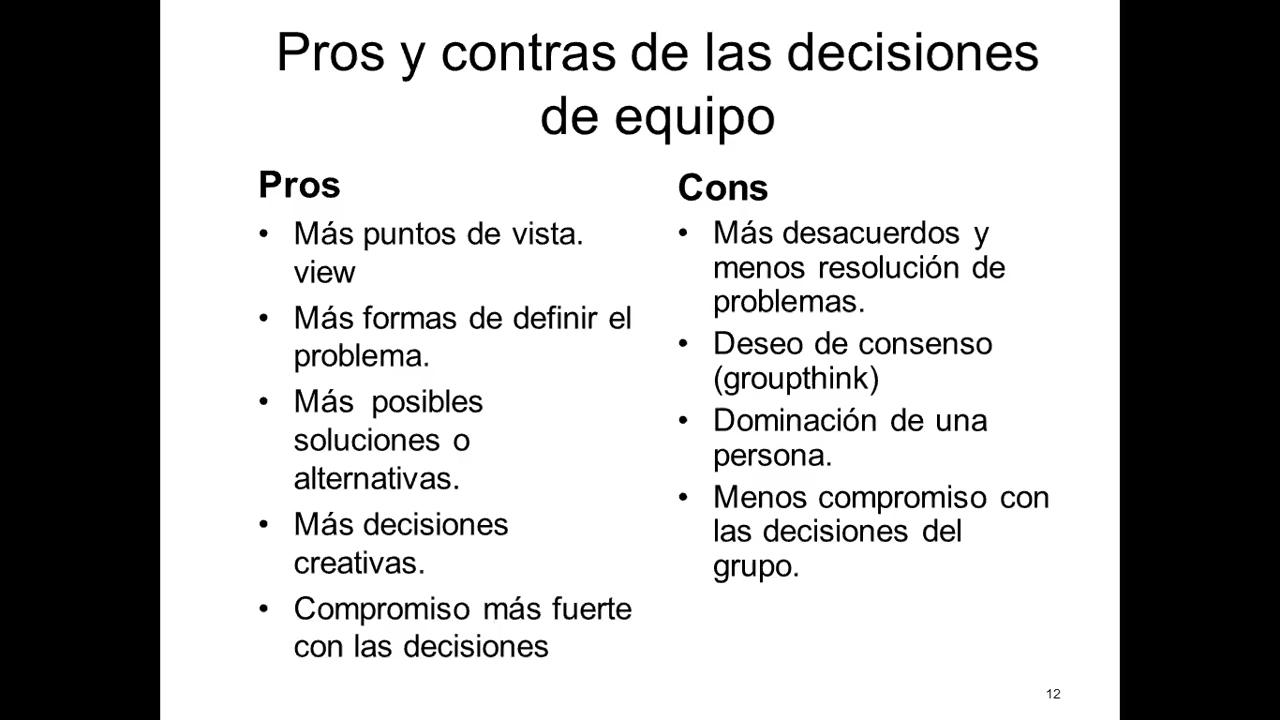 Pros y contras de las decisiones
de equipo
Pros
• Más puntos de vista.
view
• Más formas de definir el
problema.
• Más posibles
soluciones o
alternativas.
• Más decisiones
creativas.
• Compromiso más fuerte
con las decisiones
Cons
• Más desacuerdos y
menos resolución de
problemas.
• Deseo de consenso
(groupthink)
• Dominación de una
persona.
• Menos compromiso con
las decisiones del
grupo.
12